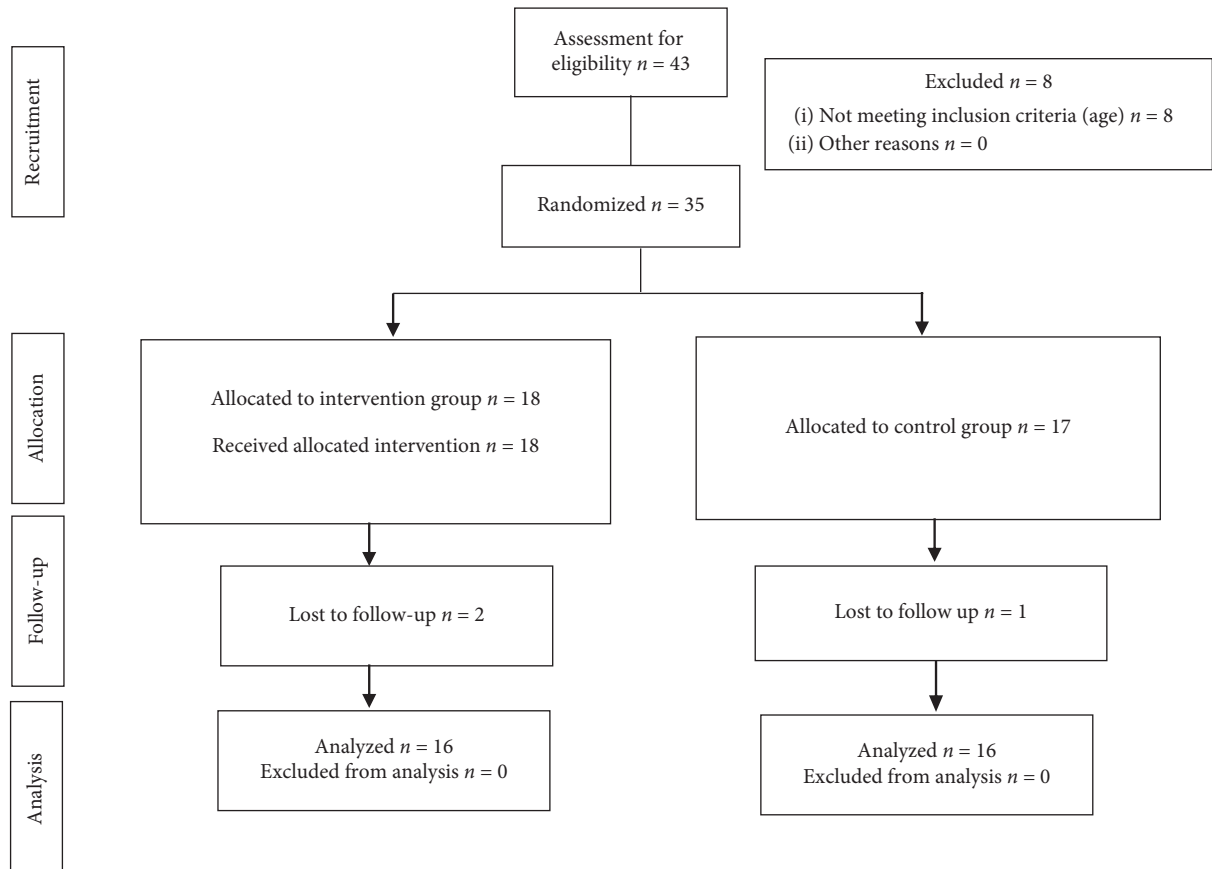 Recruitment
Assessment for
eligibility n = 43
Excluded n = 8
(i) Not meeting inclusion criteria (age) n = 8
(ii) Other reasons n = 0
Randomized n = 35
Allocation
Allocated to intervention group n = 18
Received allocated intervention n = 18
Allocated to control group n = 17
Follow-up
Lost to follow-up n = 2
Lost to follow up n = 1
Analysis
Analyzed n = 16
Excluded from analysis n = 0
Analyzed n = 16
Excluded from analysis n = 0